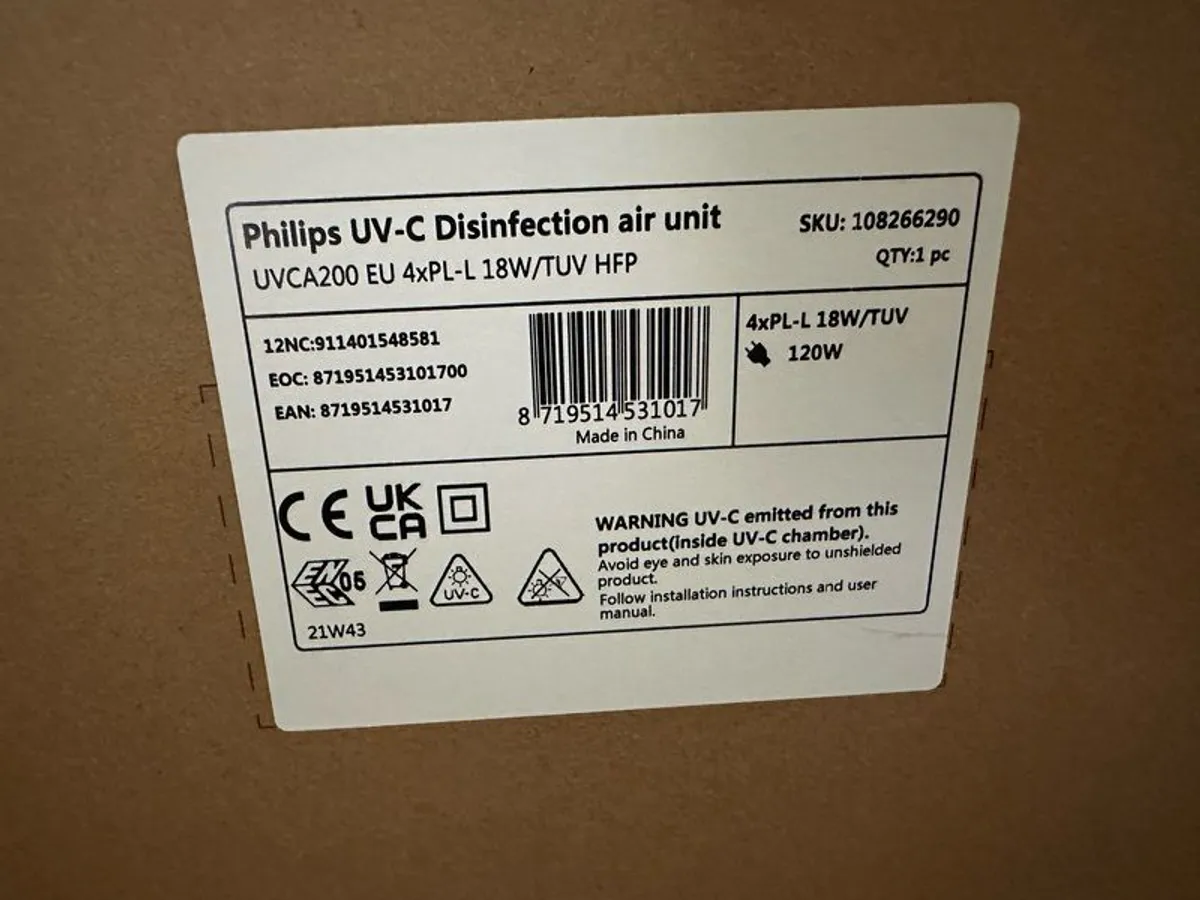 Philips UV-C Disinfection air unit
UVCA200 EU 4xPL-L 18W/TUV HFP
SKU: 108266290
QTY:1 pc
12NC:911401548581
EOC: 871951453101700
EAN: 8719514531017
8 719514 531017
Made in China
4xPL-L 18W/TUV
120W
CE
UK
CA
ENEC 05
UV-C
21W43
WARNING UV-C emitted from this
product(inside UV-C chamber).
Avoid eye and skin exposure to unshielded
product.
Follow installation instructions and user
manual.